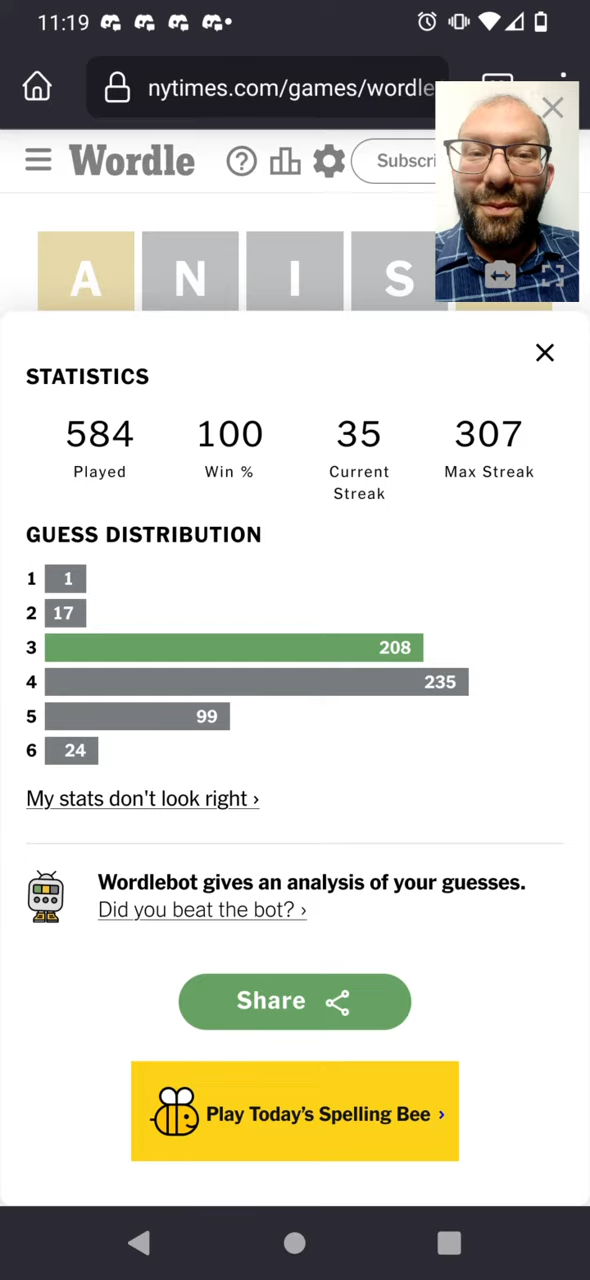 11:19
nytimes.com/games/wordle
Wordle
Subscri
A N I S
STATISTICS
584 100 35 307
Played Win % Current Streak Max Streak
GUESS DISTRIBUTION
1 1
2 17
3 208
4 235
5 99
6 24
My stats don't look right ›
Wordlebot gives an analysis of your guesses.
Did you beat the bot? ›
Share
Play Today's Spelling Bee ›